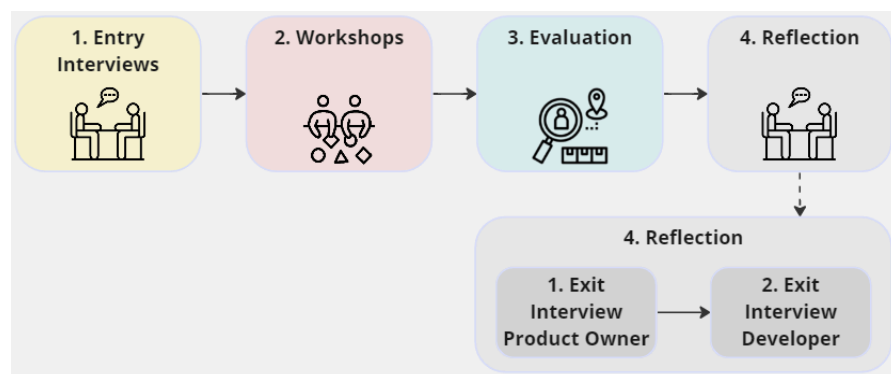 1. Entry
Interviews
2. Workshops
3. Evaluation
4. Reflection
4. Reflection
1. Exit
Interview
Product Owner
2. Exit
Interview
Developer